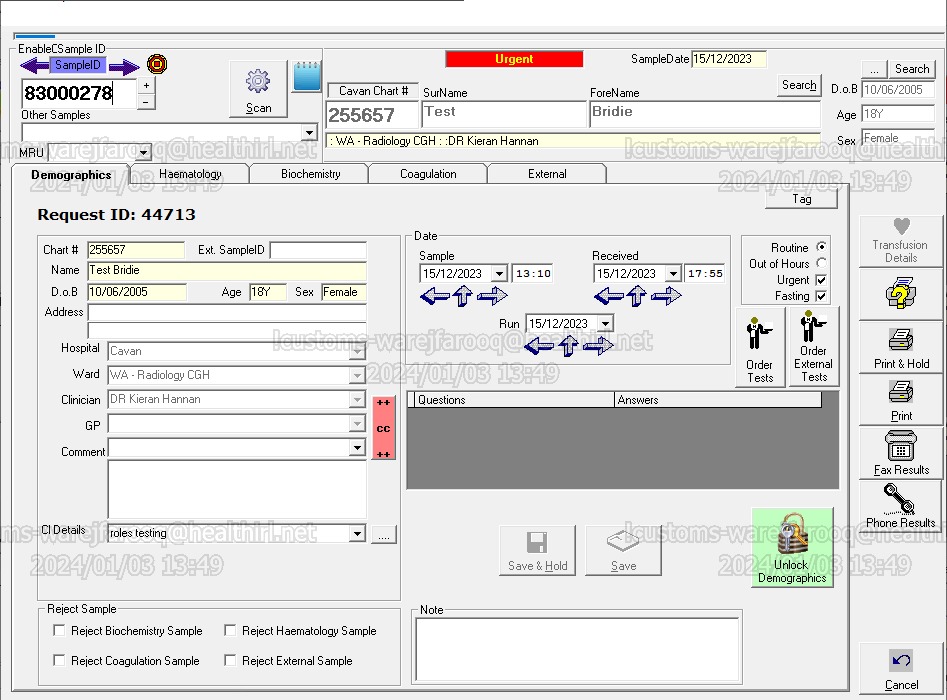 EnableCSample ID
SampleID
83000278
+
-
Other Samples
MRU
Scan
Urgent
SampleDate 15/12/2023
Cavan Chart # SurName ForeName Search
255657 Test Bridie
: WA - Radiology CGH : :DR Kieran Hannan
... Search
D.o.B 10/06/2005
Age 18Y
Sex Female
lcustoms-warejfarooq@healthirl.net
2024/01/03 13:49
lcustoms-warejfarooq@healthirl
2024/01/03 13:49
Demographics Haematology Biochemistry Coagulation External
Tag
Request ID: 44713
Chart # 255657 Ext. SampleID
Name Test Bridie
D.o.B 10/06/2005 Age 18Y Sex Female
Address
Hospital Cavan
Ward WA - Radiology CGH
Clinician DR Kieran Hannan
GP
Comment
++
cc
++
Cl Details roles testing ....
Date
Sample Received
15/12/2023 13:10 15/12/2023 17:55
Run 15/12/2023
Routine
Out of Hours
Urgent
Fasting
lcustoms-warejfarooq@healthirl.net
2024/01/03 13:49
Order Tests
Order External Tests
Questions Answers
Transfusion Details
Print & Hold
Print
Fax Results
Phone Results
Save & Hold
Save
Unlock Demographics
ms-warejfarooq@healthirl.net
2024/01/03 13:49
lcustoms-warejfarooq@healthirl
2024/01/03 13:49
Reject Sample
Reject Biochemistry Sample Reject Haematology Sample
Reject Coagulation Sample Reject External Sample
Note
Cancel